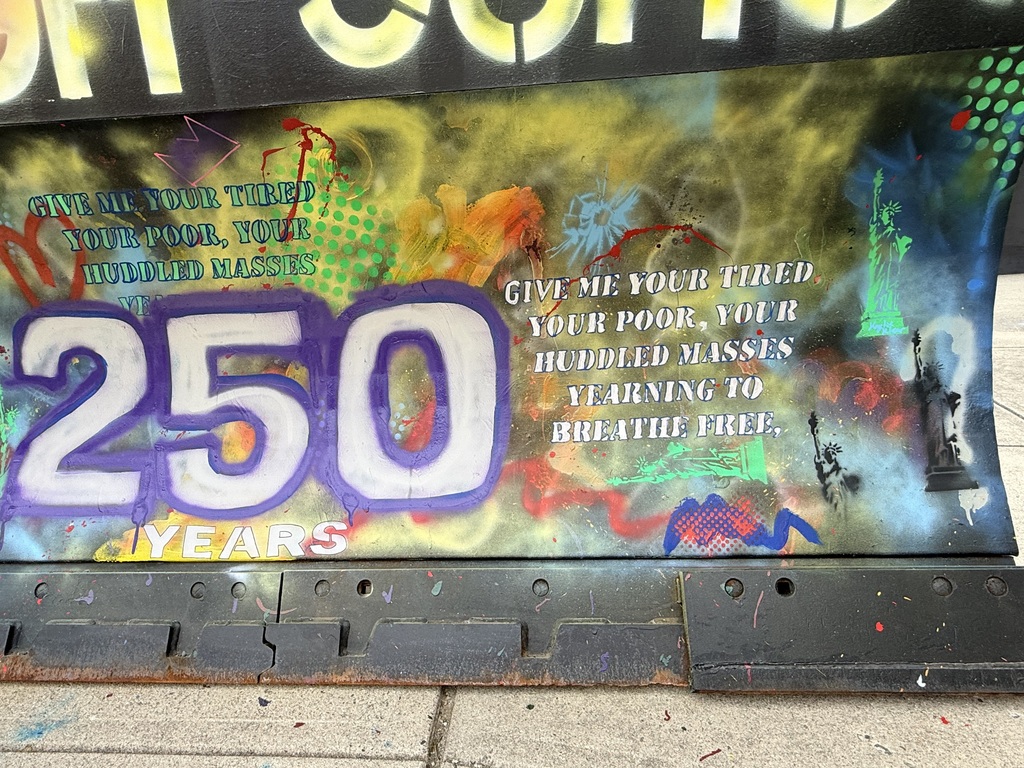 GIVE ME YOUR TIRED
YOUR POOR, YOUR
HUDDLED MASSES
250
YEARS
GIVE ME YOUR TIRED
YOUR POOR, YOUR
HUDDLED MASSES
YEARNING TO
BREATHE FREE,